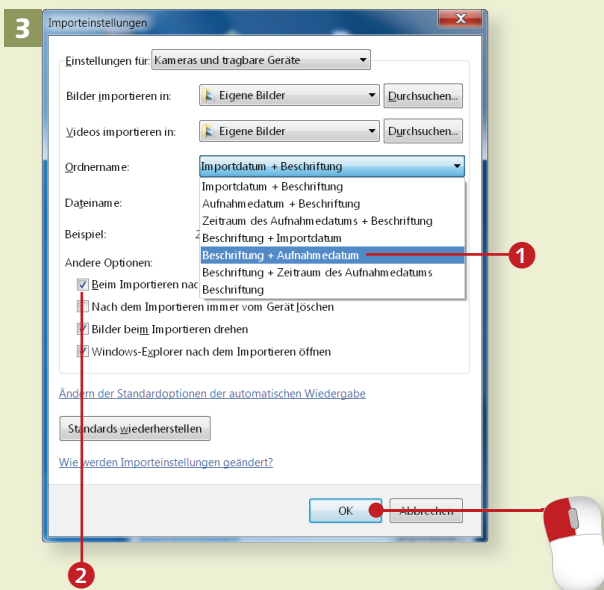 3
Importeinstellungen
X
Einstellungen für: Kameras und tragbare Geräte
Bilder importieren in: Eigene Bilder Durchsuchen...
Videos importieren in: Eigene Bilder Durchsuchen...
Ordnername: Importdatum + Beschriftung
Importdatum + Beschriftung
Dateiname: Aufnahmedatum + Beschriftung
Zeitraum des Aufnahmedatums + Beschriftung
Beispiel: Beschriftung + Importdatum
Beschriftung + Aufnahmedatum 1
Andere Optionen: Beschriftung + Zeitraum des Aufnahmedatums
Beim Importieren Beschriftung
Nach dem Importieren immer vom Gerät löschen
Bilder beim Importieren drehen
Windows-Explorer nach dem Importieren öffnen
Ändern der Standardoptionen der automatischen Wiedergabe
Standards wiederherstellen
Wie werden Importeinstellungen geändert?
OK Abbrechen
2